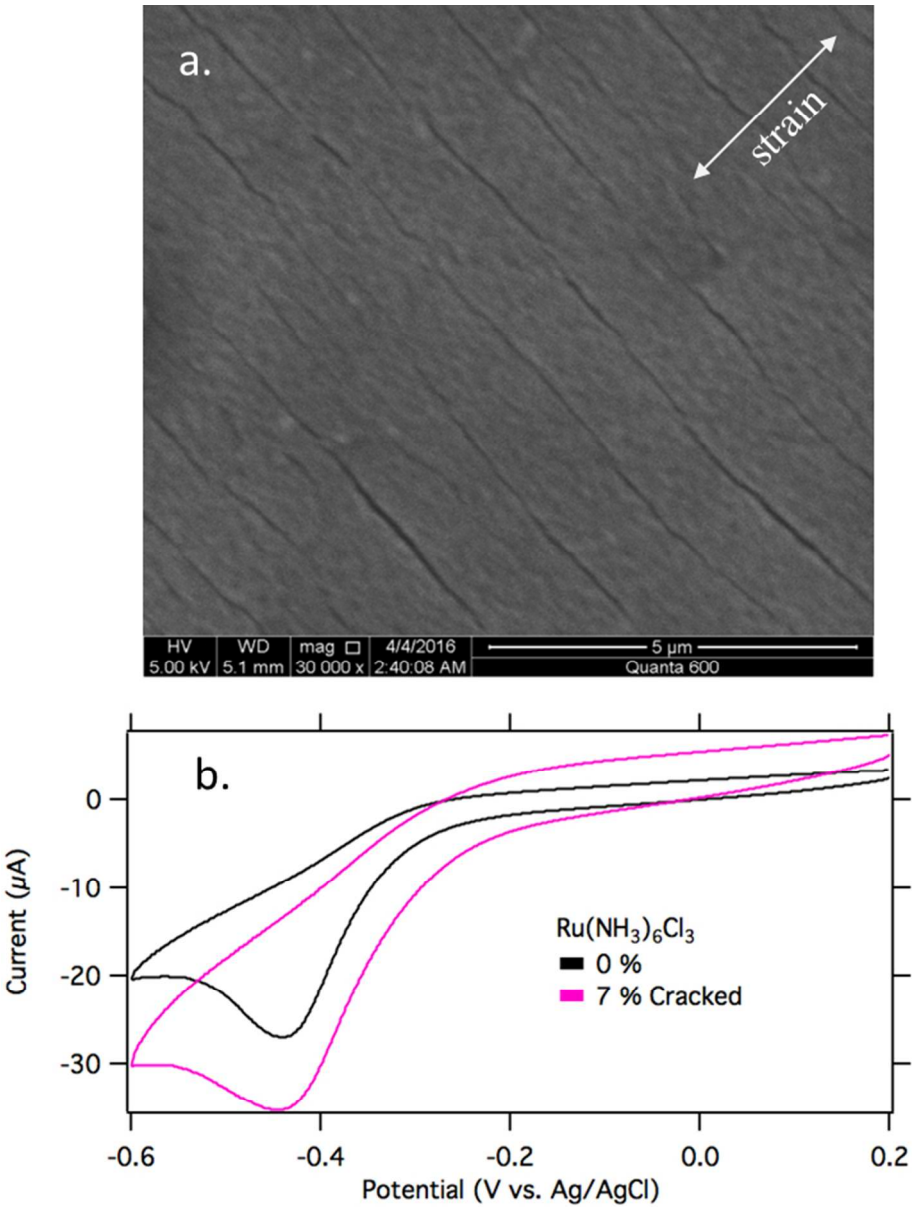 a.
strain
HV WD mag □ 4/4/2016 5 µm
5.00 kV 5.1 mm 30 000 x 2:40:08 AM Quanta 600
b.
0
-10
-20
-30
Current (µA)
Ru(NH₃)₆Cl₃
0 %
7 % Cracked
-0.6 -0.4 -0.2 0.0 0.2
Potential (V vs. Ag/AgCl)